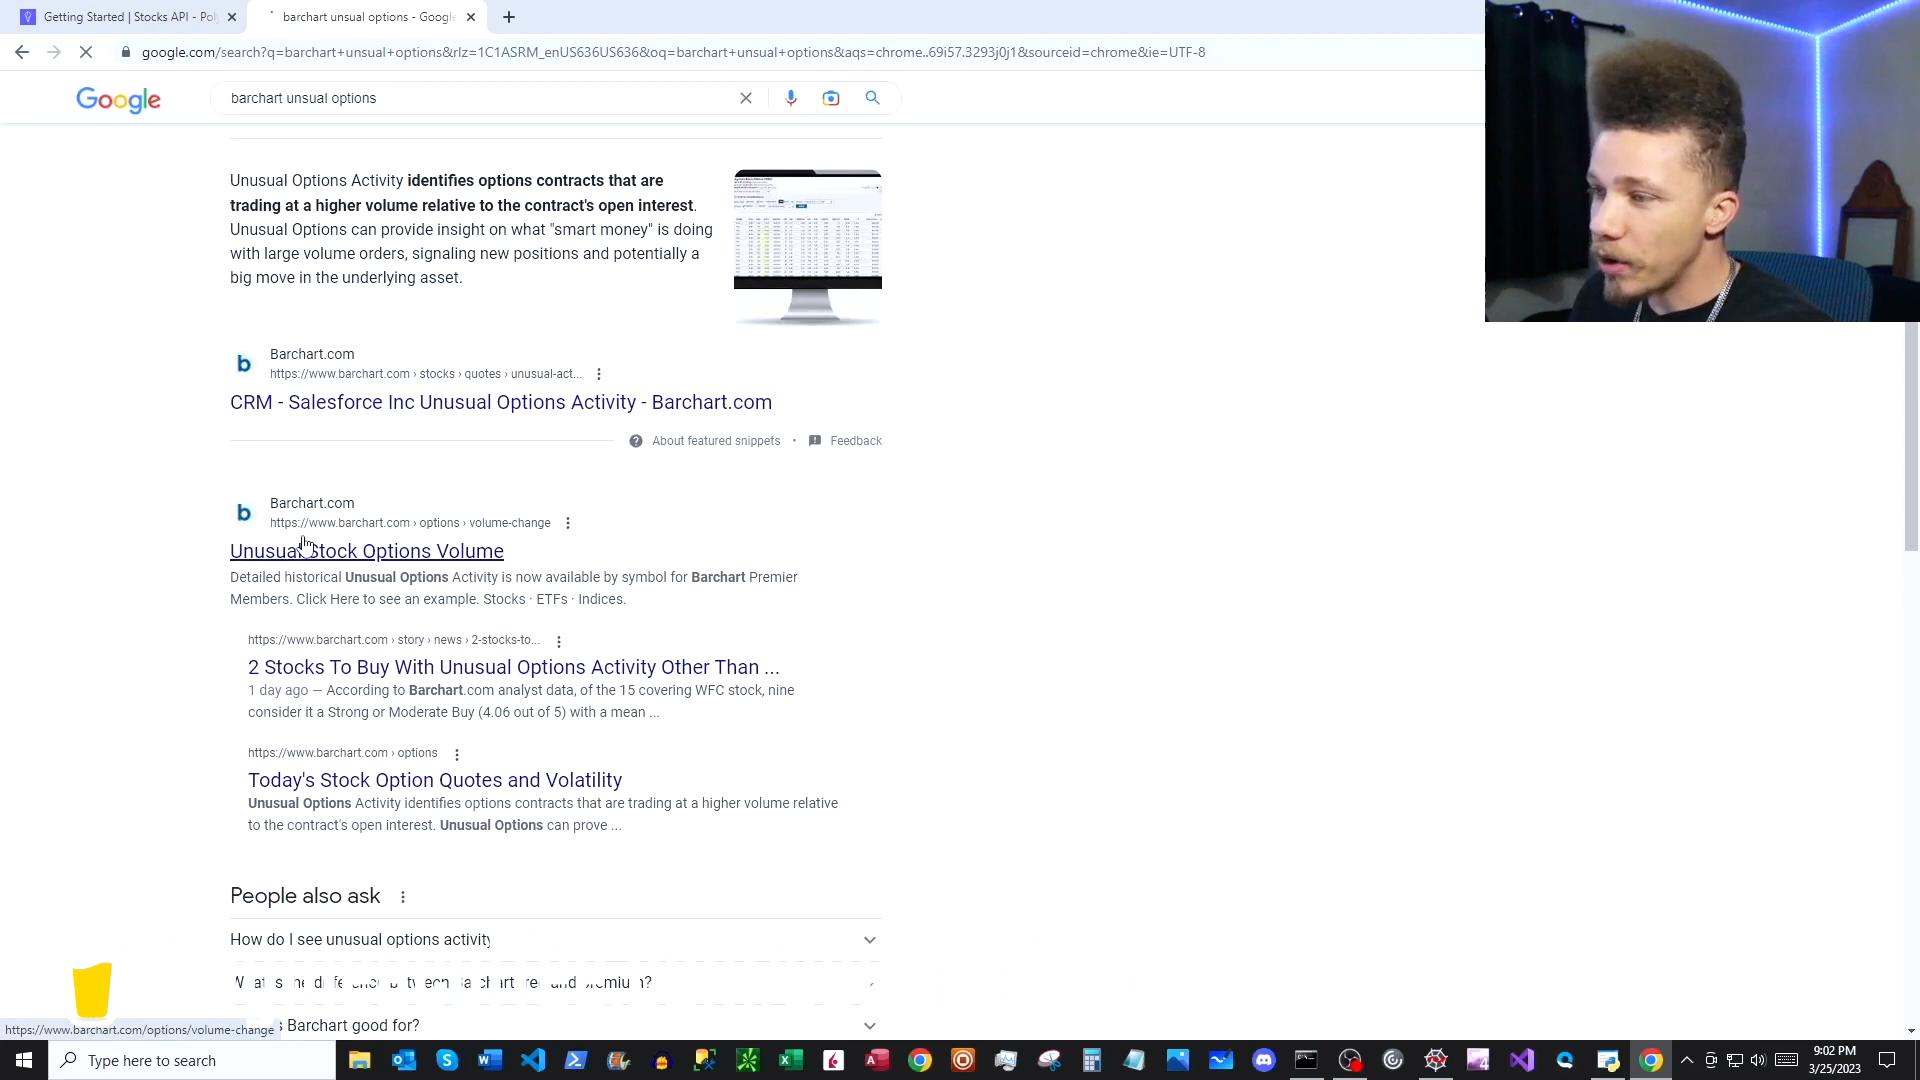 Getting Started | Stocks API - Pol
barchart unsual options - Google
google.com/search?q=barchart+unsual+options&rlz=1C1ASRM_enUS636US636&oq=barchart+unsual+options&aqs=chrome..69i57.3293j0j1&sourceid=chrome&ie=UTF-8
Google
barchart unsual options
Unusual Options Activity identifies options contracts that are
trading at a higher volume relative to the contract's open interest.
Unusual Options can provide insight on what "smart money" is doing
with large volume orders, signaling new positions and potentially a
big move in the underlying asset.
b
Barchart.com
https://www.barchart.com › stocks › quotes › unusual-act...
CRM - Salesforce Inc Unusual Options Activity - Barchart.com
About featured snippets • Feedback
b
Barchart.com
https://www.barchart.com › options › volume-change
Unusual Stock Options Volume
Detailed historical Unusual Options Activity is now available by symbol for Barchart Premier
Members. Click Here to see an example. Stocks · ETFs · Indices.
https://www.barchart.com › story › news › 2-stocks-to...
2 Stocks To Buy With Unusual Options Activity Other Than ...
1 day ago — According to Barchart.com analyst data, of the 15 covering WFC stock, nine
consider it a Strong or Moderate Buy (4.06 out of 5) with a mean ...
https://www.barchart.com › options
Today's Stock Option Quotes and Volatility
Unusual Options Activity identifies options contracts that are trading at a higher volume relative
to the contract's open interest. Unusual Options can prove ...
People also ask
How do I see unusual options activity
Barchart good for?
https://www.barchart.com/options/volume-change
Type here to search
9:02 PM
3/25/2023